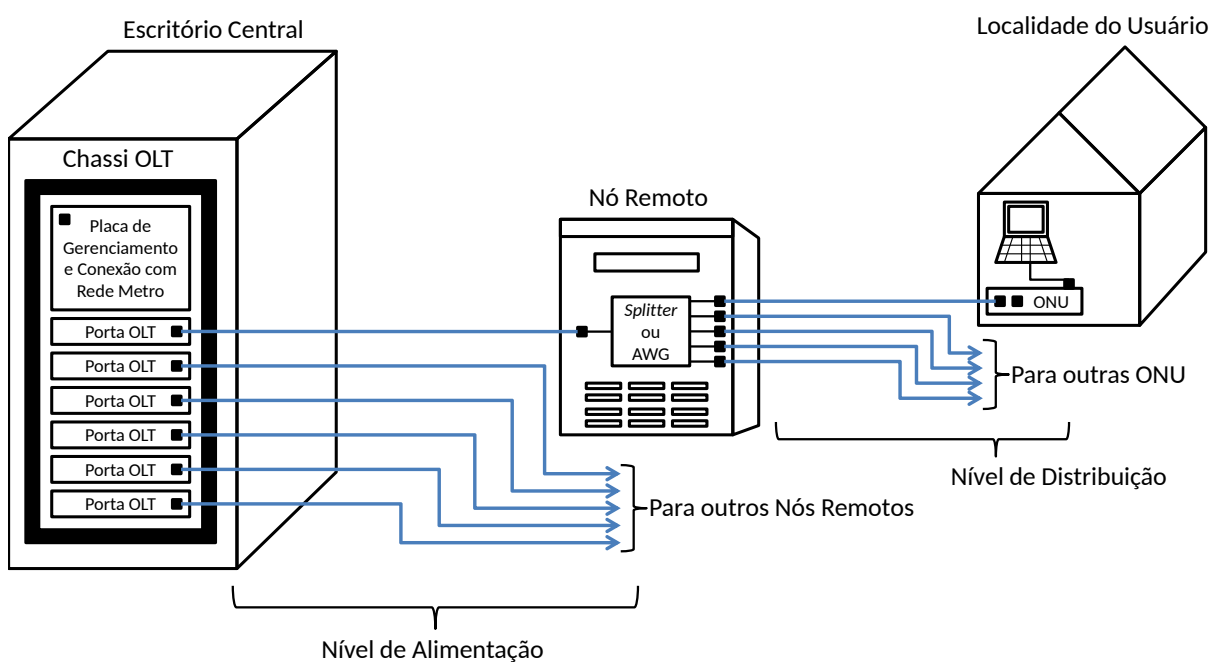 Escritório Central
Localidade do Usuário
Chassi OLT
Placa de
Gerenciamento
e Conexão com
Rede Metro
Porta OLT
Porta OLT
Porta OLT
Porta OLT
Porta OLT
Porta OLT
Nó Remoto
Splitter
ou
AWG
ONU
Para outras ONU
Nível de Distribuição
Para outros Nós Remotos
Nível de Alimentação